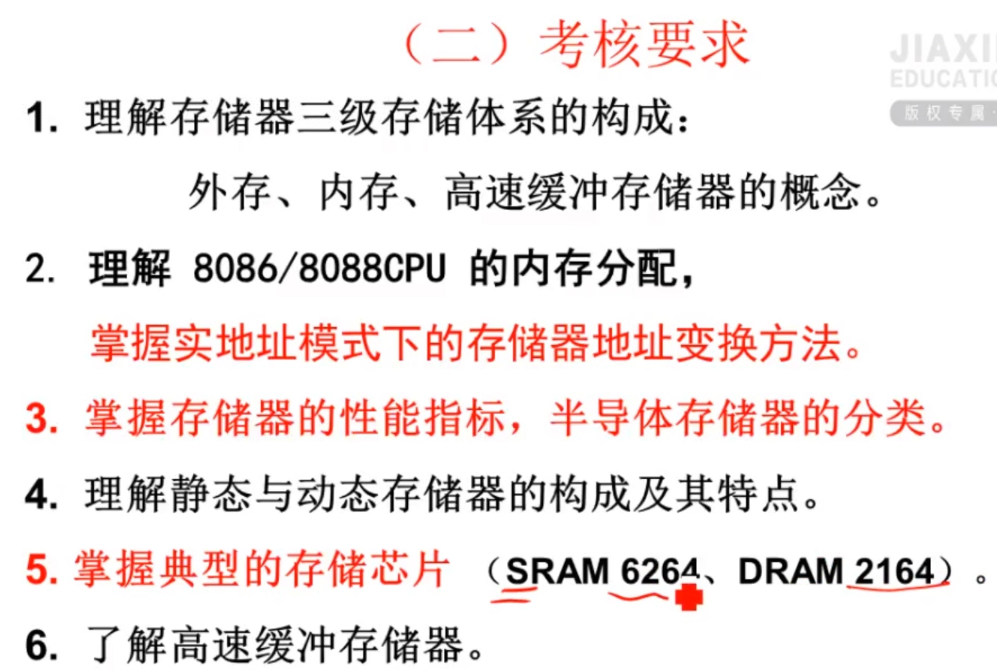 （二）考核要求
JIAXI
EDUCATIO
版权专属
1. 理解存储器三级存储体系的构成：
外存、内存、高速缓冲存储器的概念。
2. 理解 8086/8088CPU 的内存分配，
掌握实地址模式下的存储器地址变换方法。
3. 掌握存储器的性能指标，半导体存储器的分类。
4. 理解静态与动态存储器的构成及其特点。
5. 掌握典型的存储芯片（SRAM 6264、DRAM 2164）。
6. 了解高速缓冲存储器。